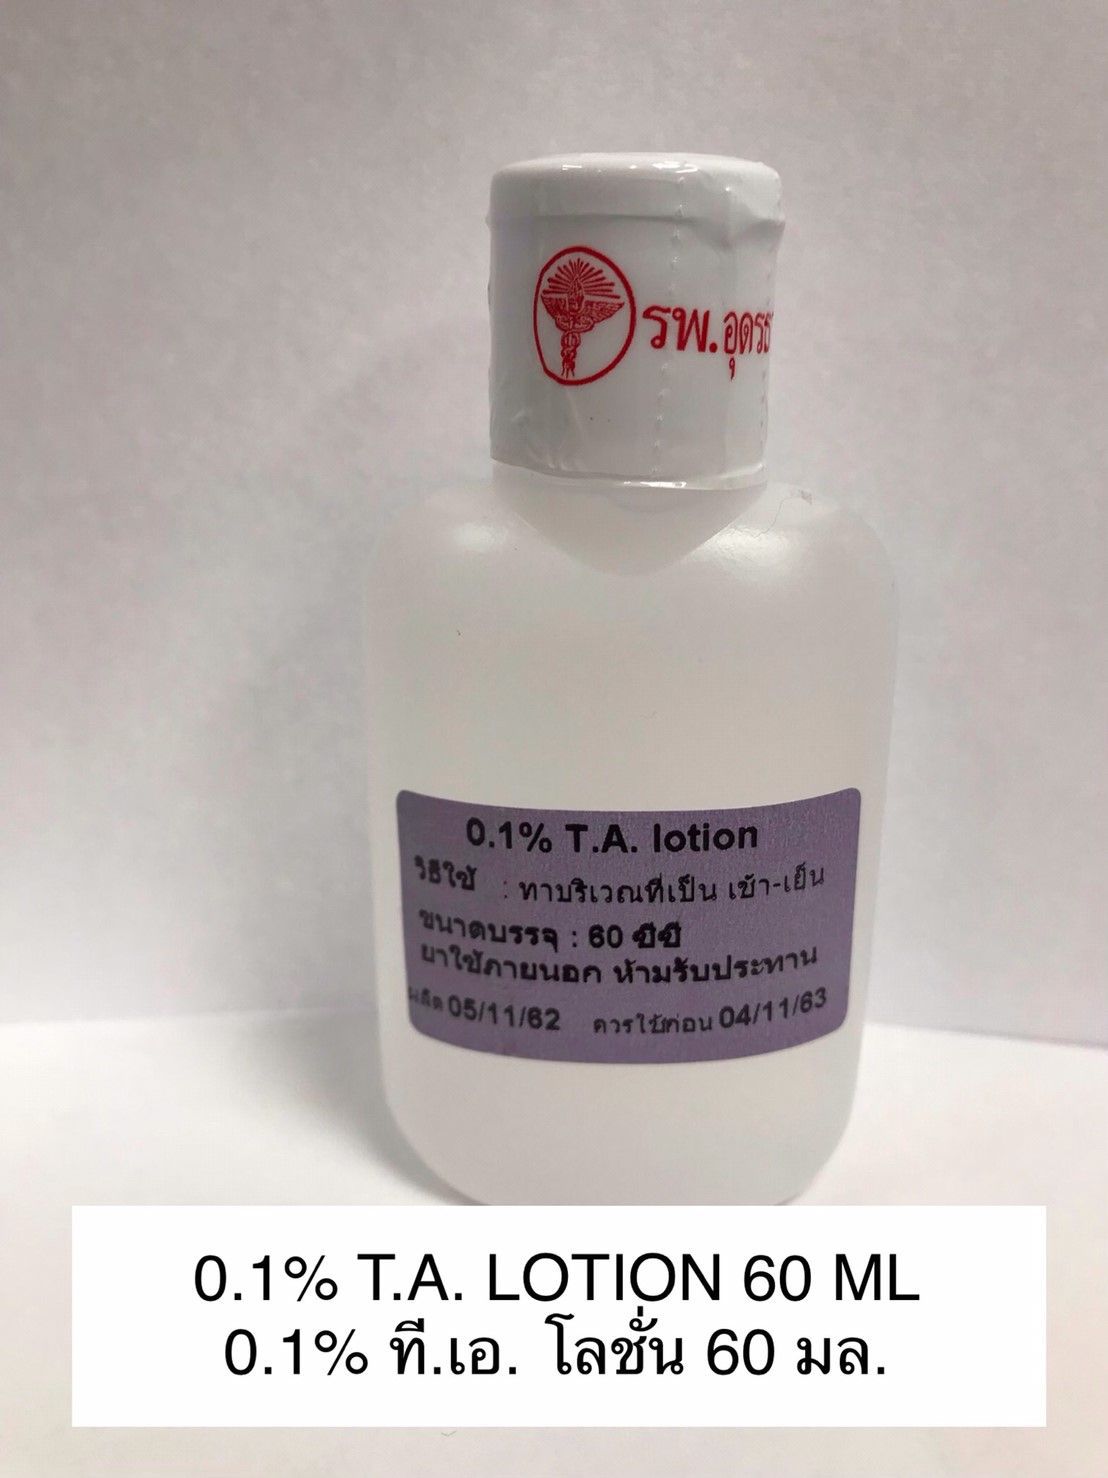 รพ.อุดรธ
0.1% T.A. lotion
วิธีใช้ : ทาบริเวณที่เป็น เช้า-เย็น
ขนาดบรรจุ : 60 ซีซี
ยาใช้ภายนอก ห้ามรับประทาน
ผลิต 05/11/62 ควรใช้ก่อน 04/11/63
0.1% T.A. LOTION 60 ML
0.1% ที.เอ. โลชั่น 60 มล.